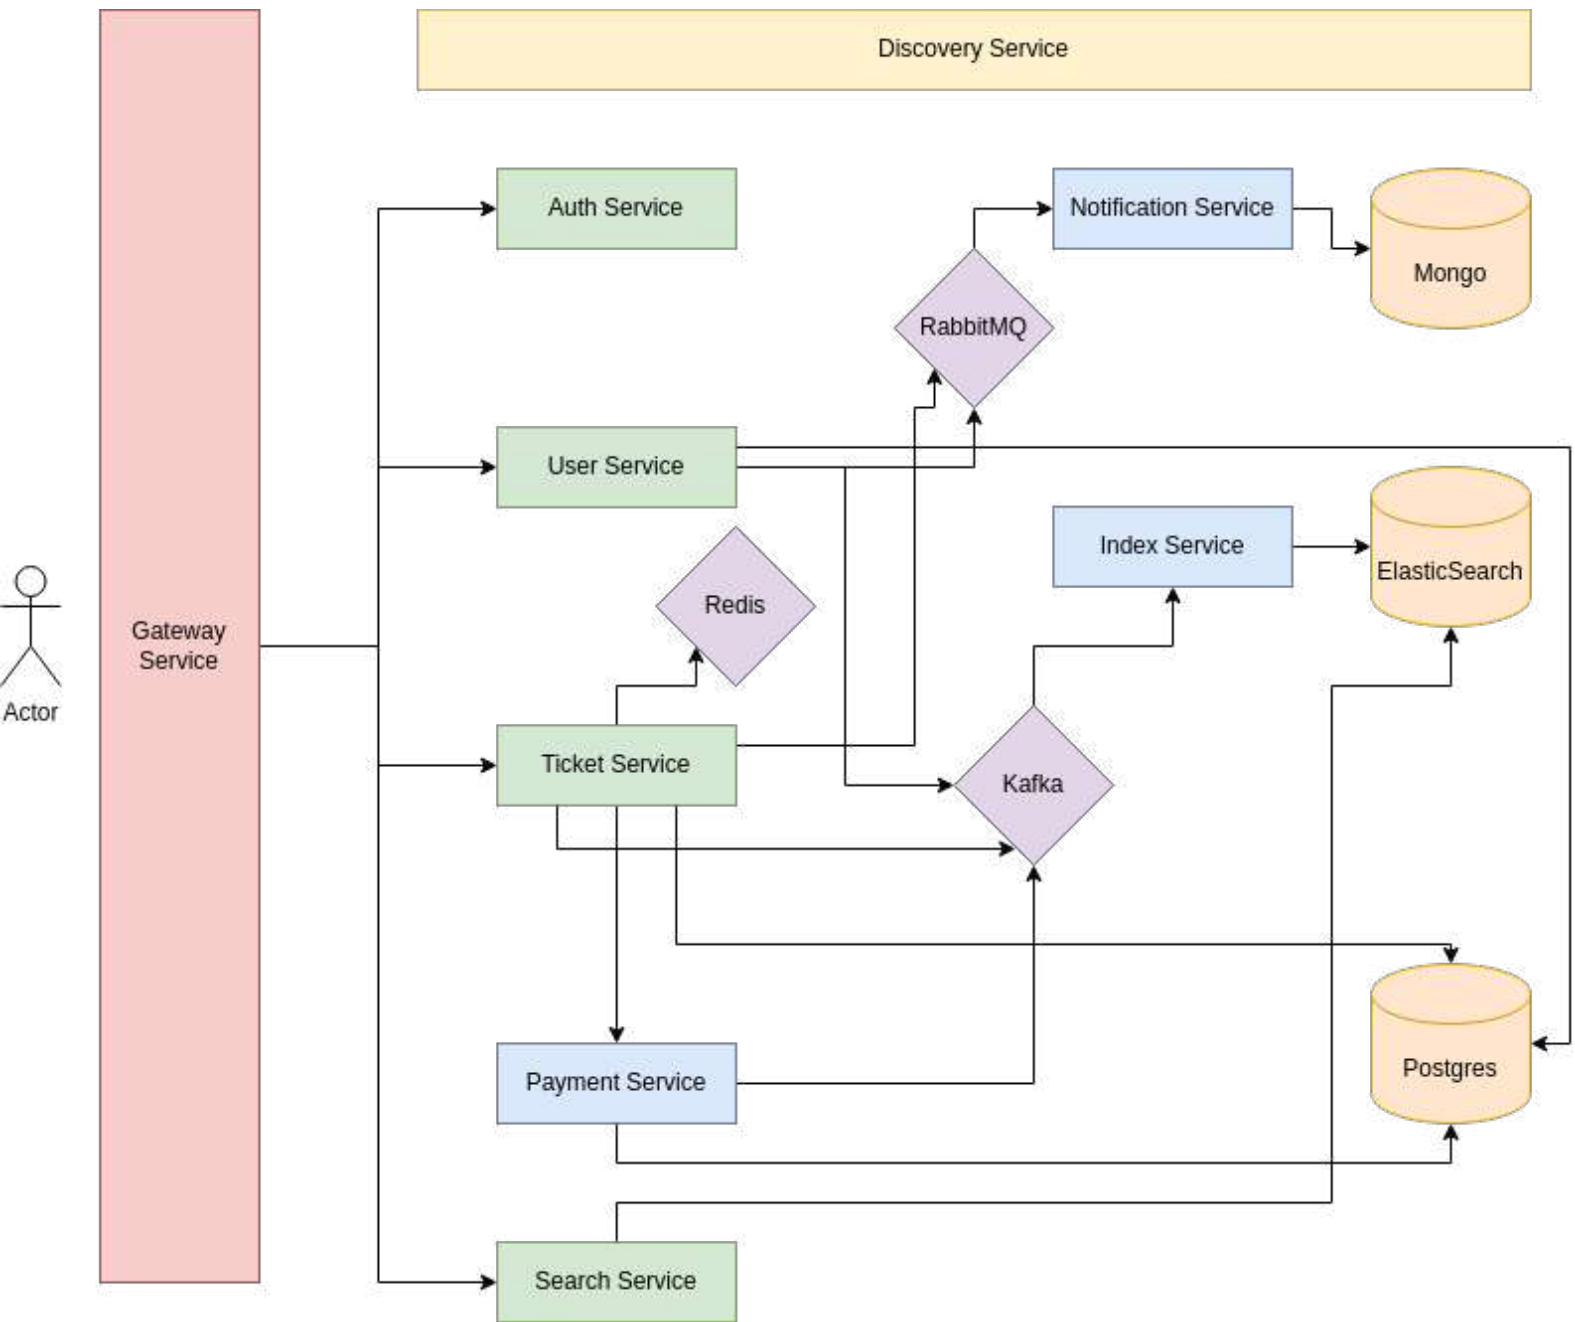 Discovery Service
Auth Service
Notification Service
Mongo
RabbitMQ
User Service
Index Service
ElasticSearch
Redis
Gateway
Service
Actor
Ticket Service
Kafka
Payment Service
Postgres
Search Service